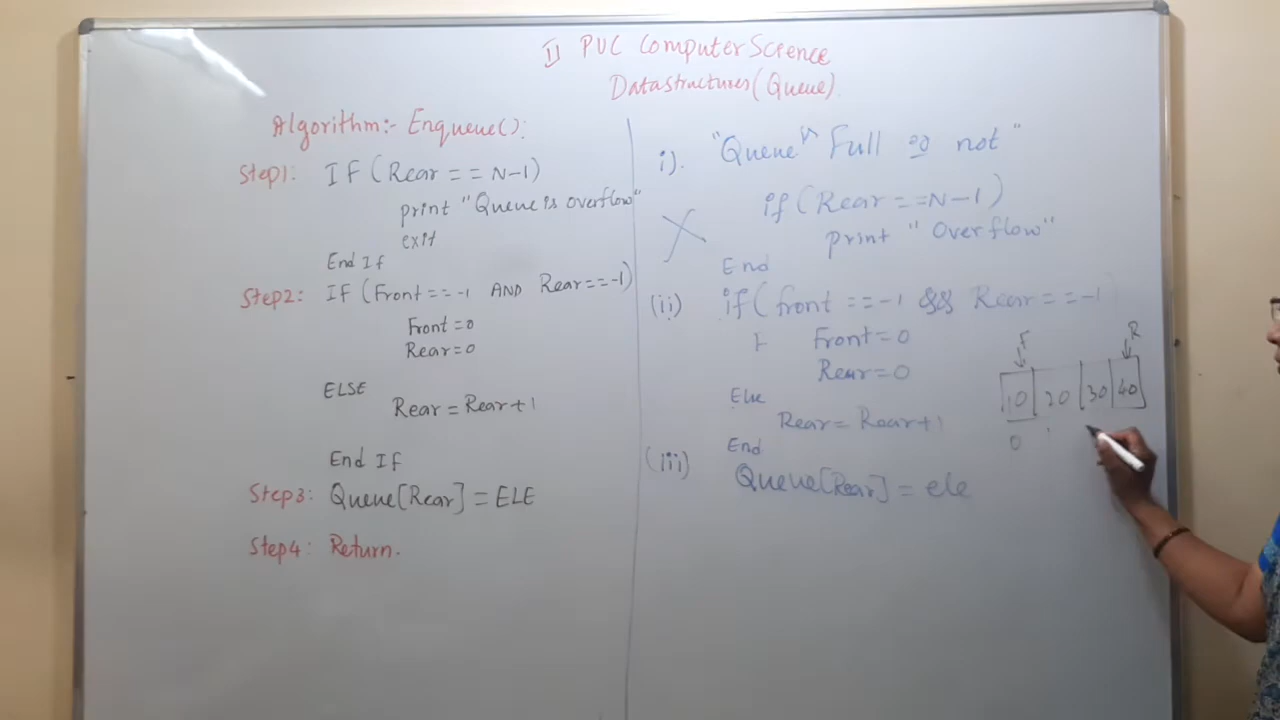 II PUC Computer Science
Datastructures (Queue)
Algorithm:- Enqueue():
Step1: IF (Rear == N-1)
print "Queue is overflow"
exit
End If
Step2: IF (Front == -1 AND Rear == -1)
Front = 0
Rear = 0
ELSE
Rear = Rear + 1
End If
Step3: Queue[Rear] = ELE
Step4: Return.
i). "Queue Full or not"
if (Rear == N-1)
print "Overflow"
End
(ii) if (front == -1 && Rear == -1)
Front = 0
Rear = 0
Else
Rear = Rear + 1
End
(iii) Queue[Rear] = ele
F R
10 20 30 40
0 1